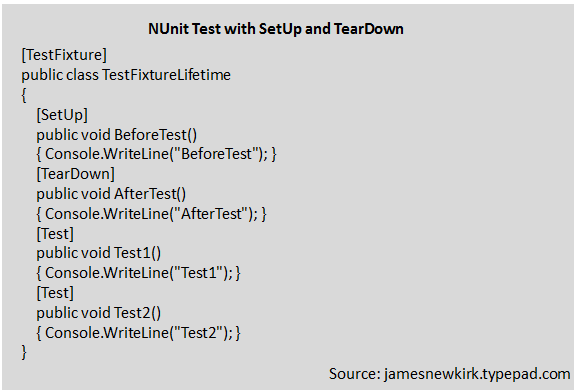 NUnit Test with SetUp and TearDown
[TestFixture]
public class TestFixtureLifetime
{
[SetUp]
public void BeforeTest()
{ Console.WriteLine("BeforeTest"); }
[TearDown]
public void AfterTest()
{ Console.WriteLine("AfterTest"); }
[Test]
public void Test1()
{ Console.WriteLine("Test1"); }
[Test]
public void Test2()
{ Console.WriteLine("Test2"); }
}
Source: jamesnewkirk.typepad.com